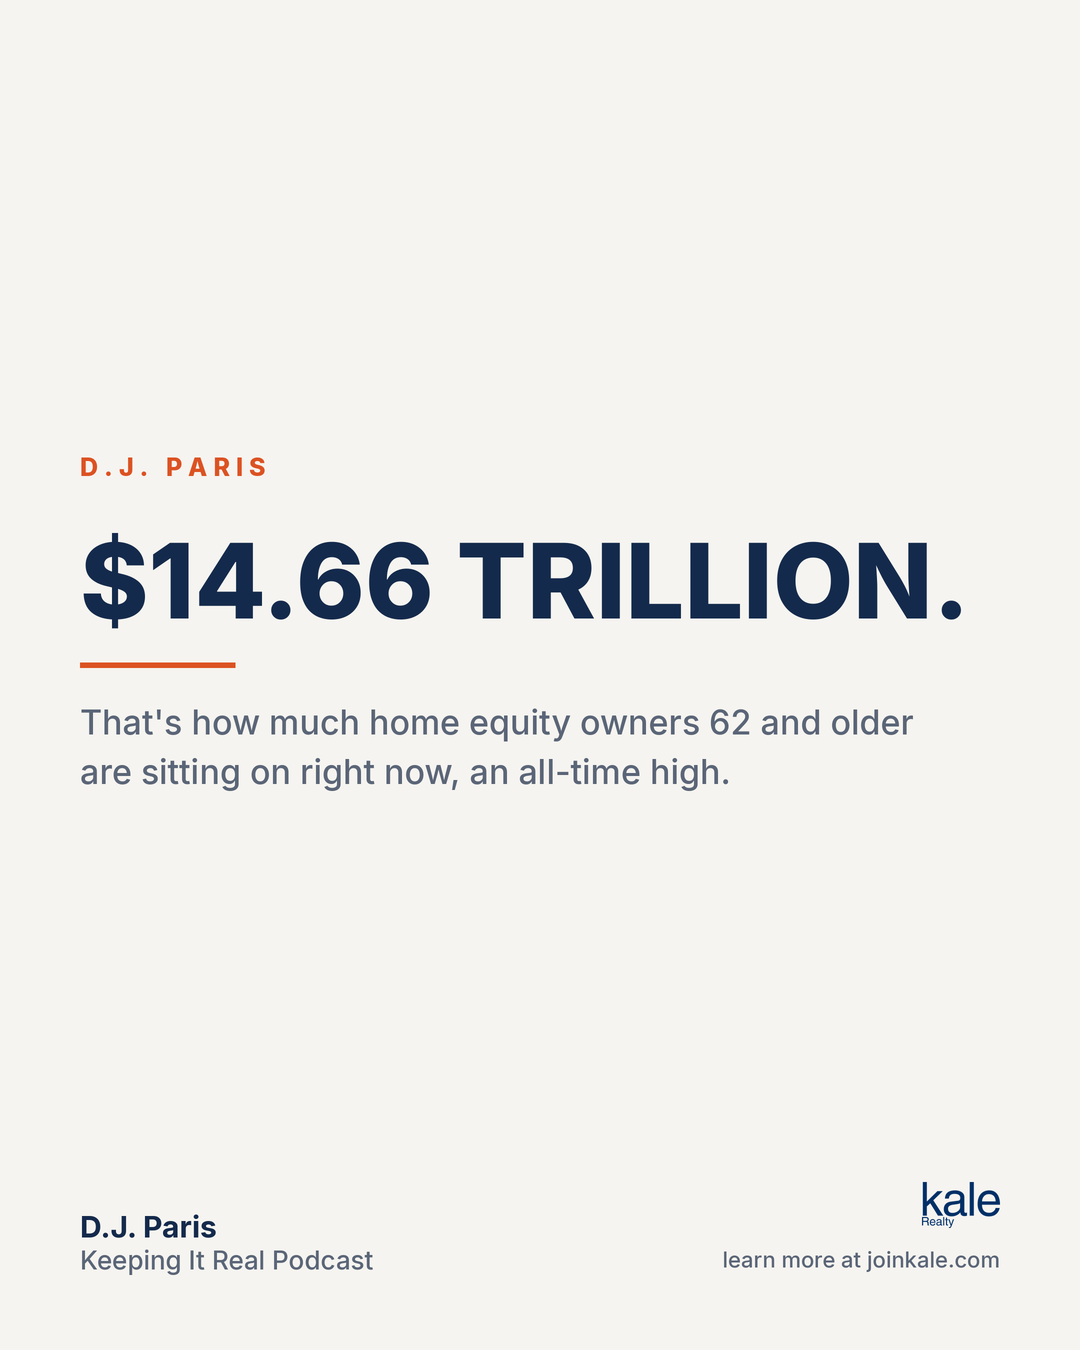 D.J. PARIS
$14.66 TRILLION.
That's how much home equity owners 62 and older
are sitting on right now, an all-time high.
D.J. Paris
Keeping It Real Podcast
kale
Realty
learn more at joinkale.com